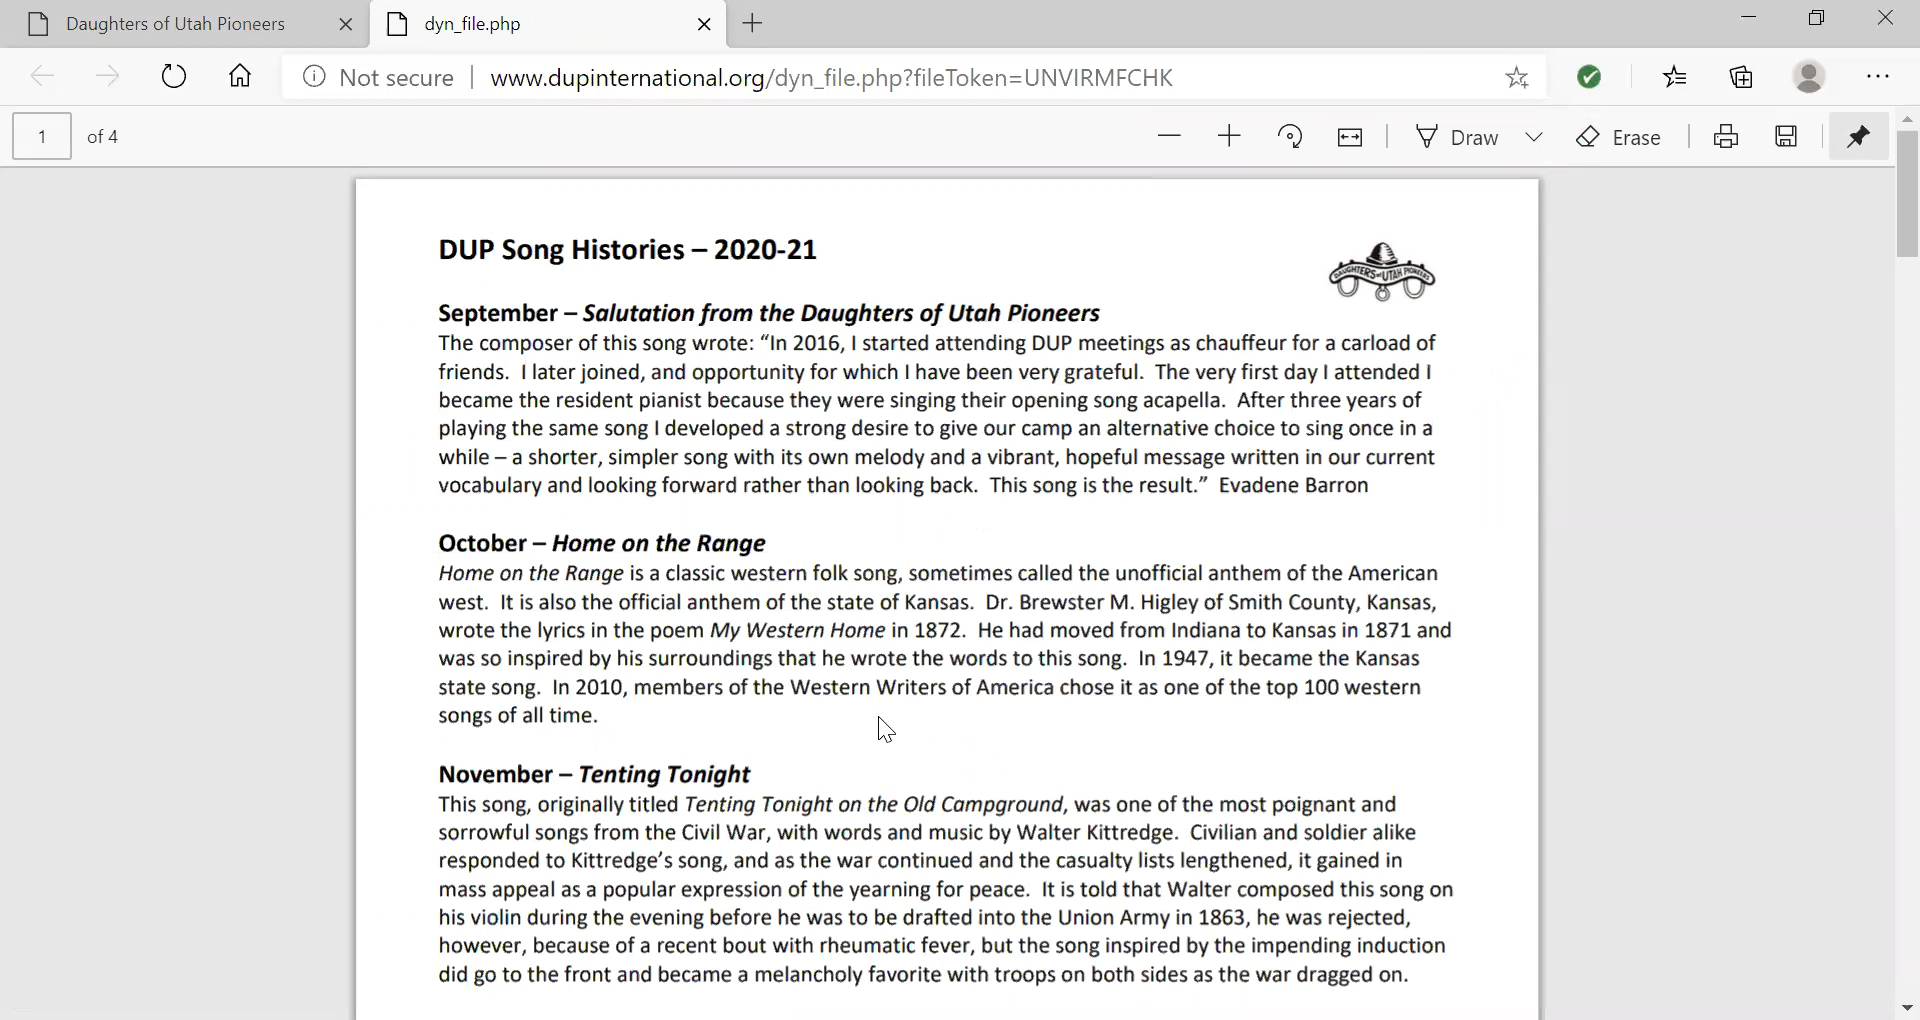 Daughters of Utah Pioneers
dyn_file.php
Not secure
www.dupinternational.org/dyn_file.php?fileToken=UNVIRMFCHK
1 of 4
Draw
Erase
DUP Song Histories – 2020-21
DAUGHTERS of UTAH PIONEERS
September – Salutation from the Daughters of Utah Pioneers
The composer of this song wrote: “In 2016, I started attending DUP meetings as chauffeur for a carload of
friends. I later joined, and opportunity for which I have been very grateful. The very first day I attended I
became the resident pianist because they were singing their opening song acapella. After three years of
playing the same song I developed a strong desire to give our camp an alternative choice to sing once in a
while – a shorter, simpler song with its own melody and a vibrant, hopeful message written in our current
vocabulary and looking forward rather than looking back. This song is the result.” Evadene Barron
October – Home on the Range
Home on the Range is a classic western folk song, sometimes called the unofficial anthem of the American
west. It is also the official anthem of the state of Kansas. Dr. Brewster M. Higley of Smith County, Kansas,
wrote the lyrics in the poem My Western Home in 1872. He had moved from Indiana to Kansas in 1871 and
was so inspired by his surroundings that he wrote the words to this song. In 1947, it became the Kansas
state song. In 2010, members of the Western Writers of America chose it as one of the top 100 western
songs of all time.
November – Tenting Tonight
This song, originally titled Tenting Tonight on the Old Campground, was one of the most poignant and
sorrowful songs from the Civil War, with words and music by Walter Kittredge. Civilian and soldier alike
responded to Kittredge’s song, and as the war continued and the casualty lists lengthened, it gained in
mass appeal as a popular expression of the yearning for peace. It is told that Walter composed this song on
his violin during the evening before he was to be drafted into the Union Army in 1863, he was rejected,
however, because of a recent bout with rheumatic fever, but the song inspired by the impending induction
did go to the front and became a melancholy favorite with troops on both sides as the war dragged on.